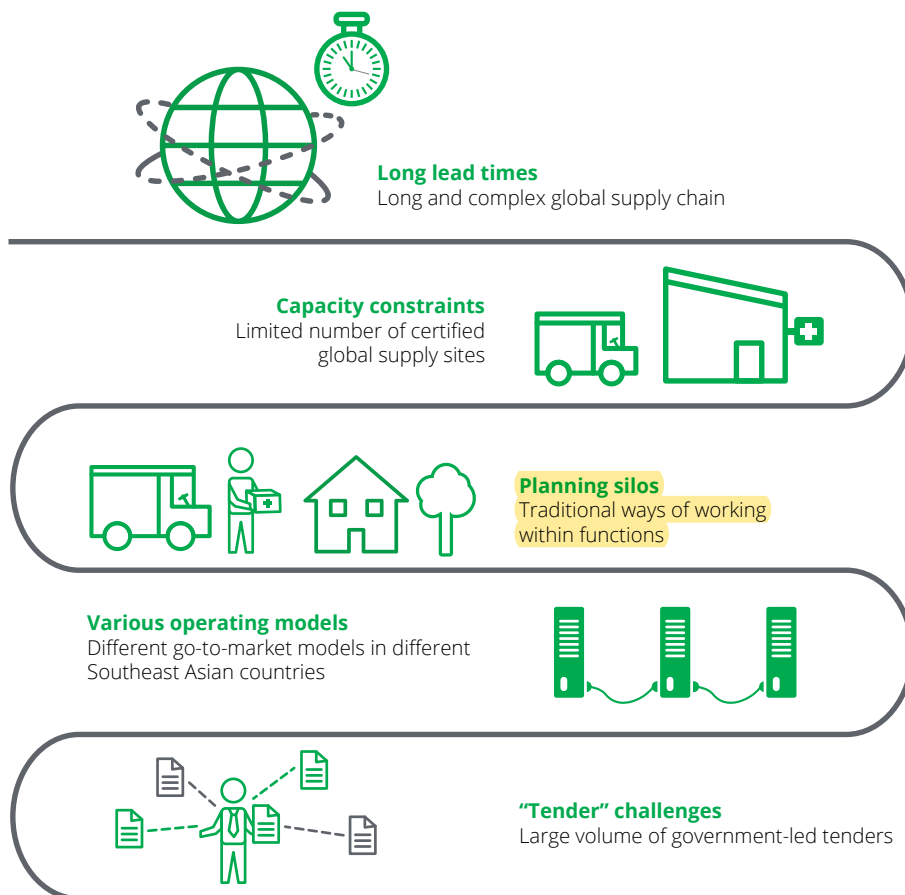 Long lead times
Long and complex global supply chain
Capacity constraints
Limited number of certified
global supply sites
Planning silos
Traditional ways of working
within functions
Various operating models
Different go-to-market models in different
Southeast Asian countries
“Tender” challenges
Large volume of government-led tenders